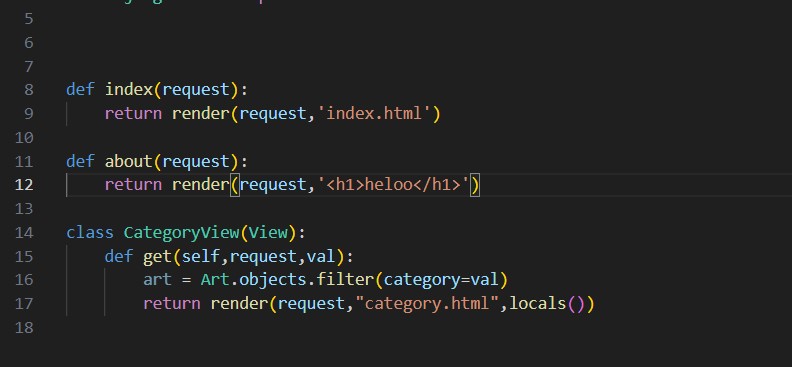 5
6
7
8 def index(request):
9 return render(request,'index.html')
10
11 def about(request):
12 return render(request,'<h1>heloo</h1>')
13
14 class CategoryView(View):
15 def get(self,request,val):
16 art = Art.objects.filter(category=val)
17 return render(request,"category.html",locals())
18